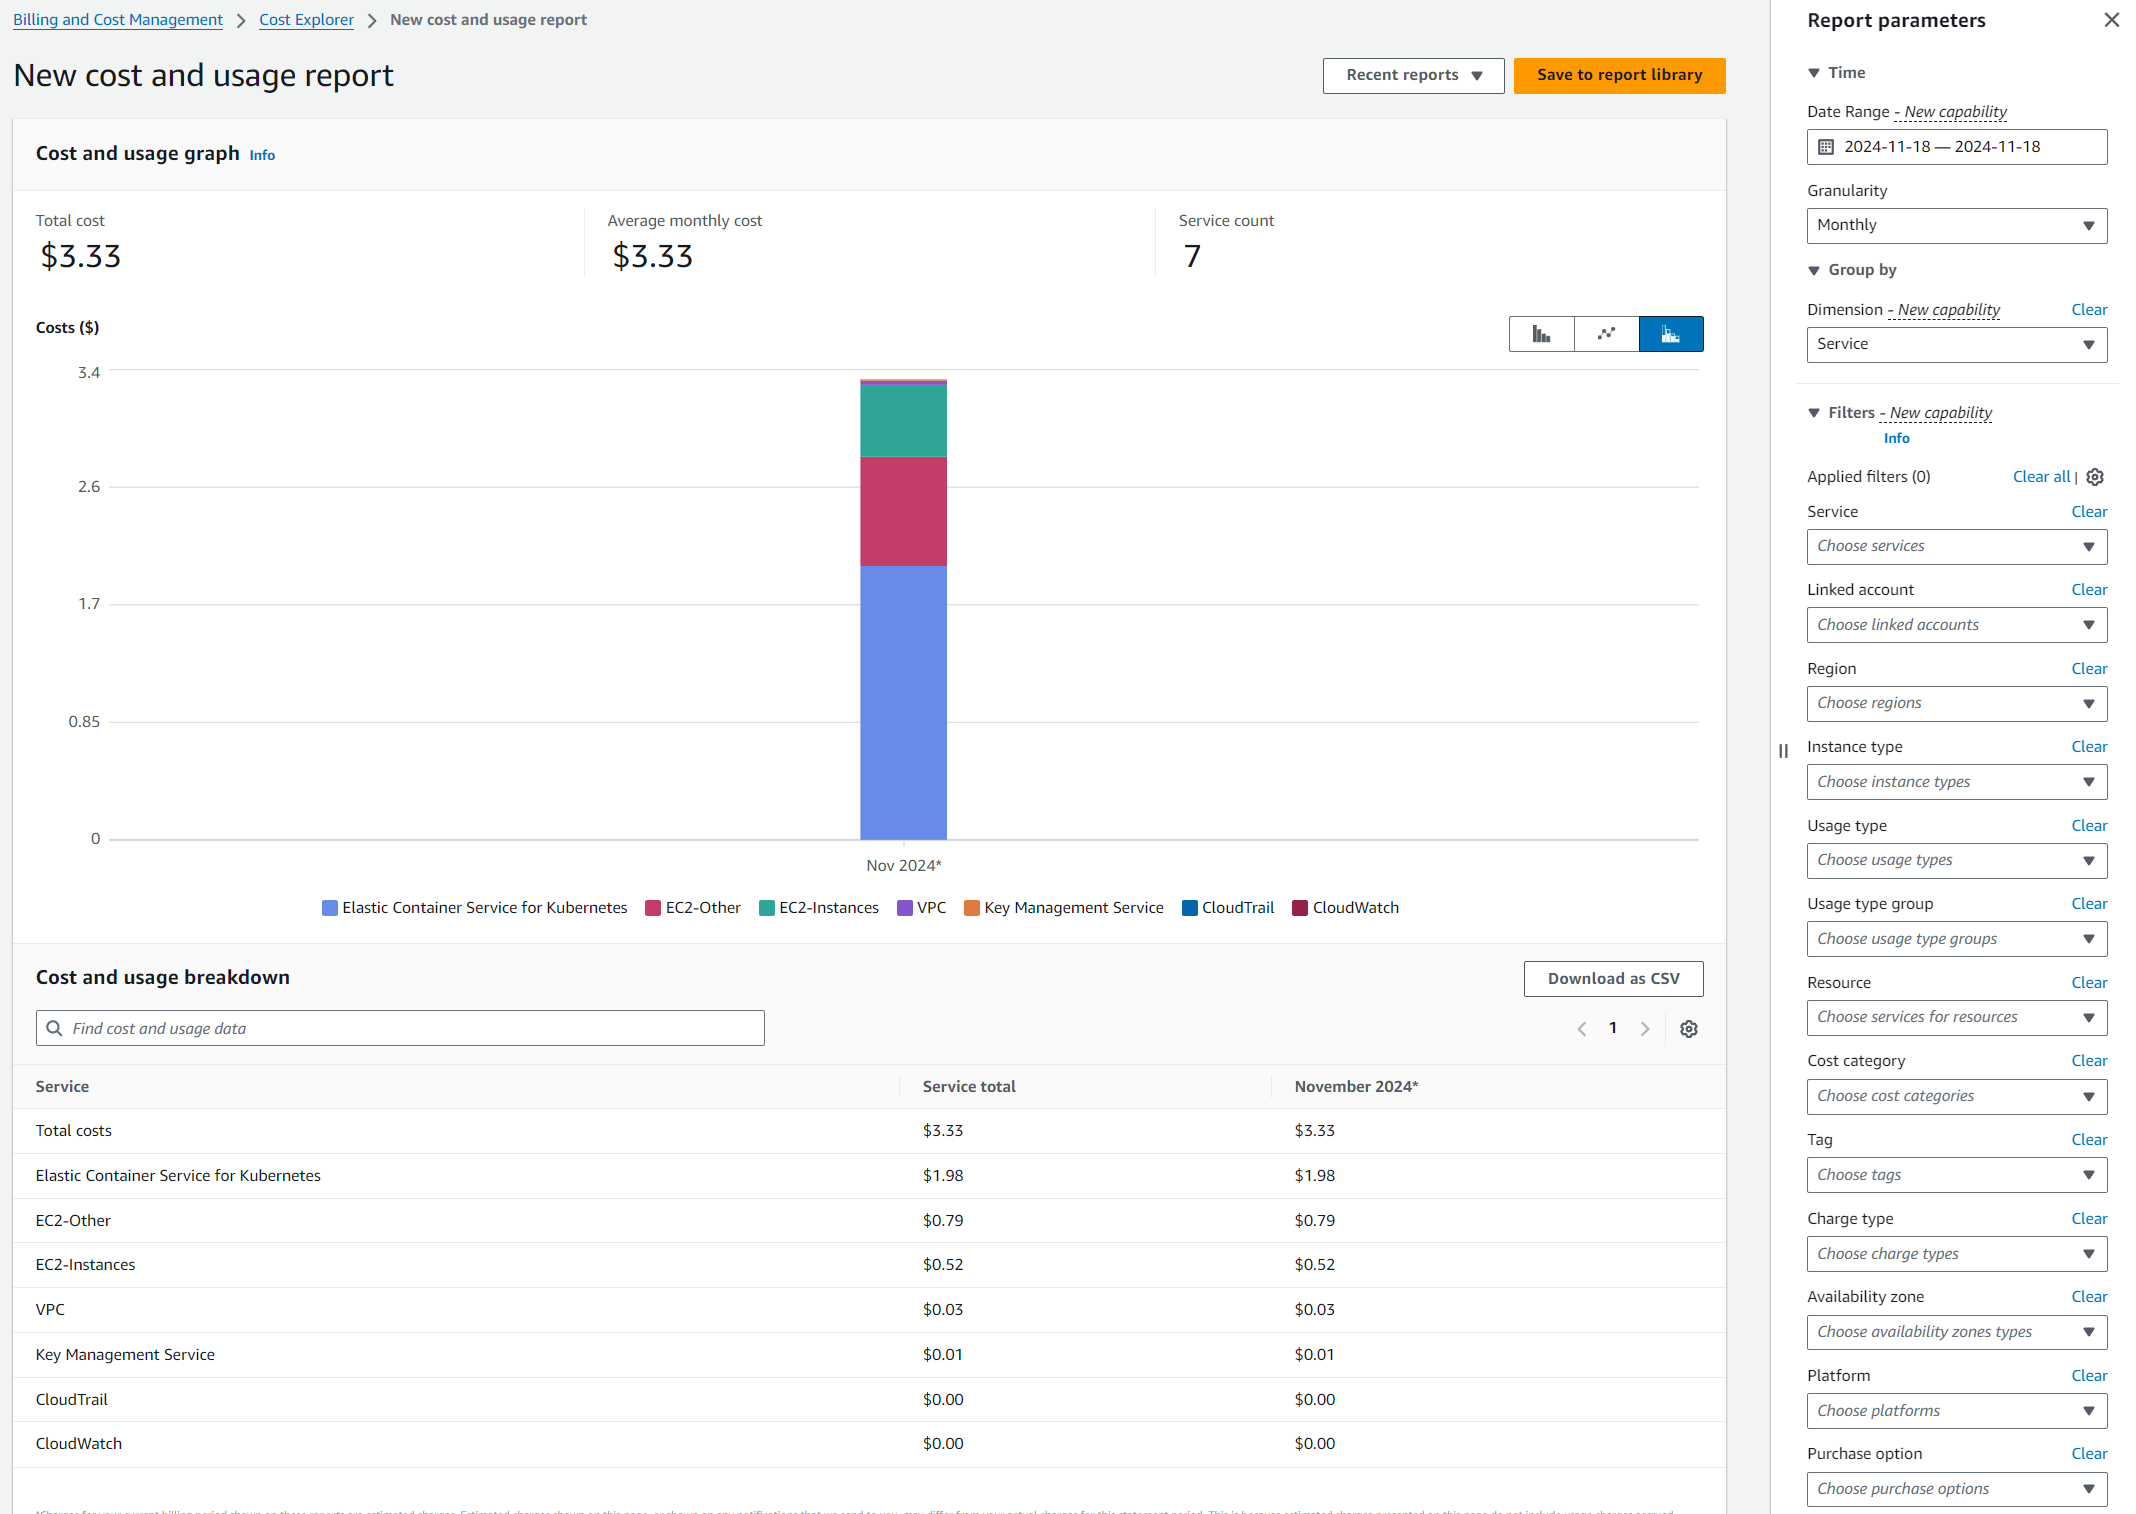 Billing and Cost Management > Cost Explorer > New cost and usage report
New cost and usage report
Recent reports
Save to report library
Cost and usage graph Info
Total cost
$3.33
Average monthly cost
$3.33
Service count
7
Costs ($)
3.4
2.6
1.7
0.85
0
Nov 2024*
Elastic Container Service for Kubernetes EC2-Other EC2-Instances VPC Key Management Service CloudTrail CloudWatch
Cost and usage breakdown
Download as CSV
Find cost and usage data
1
Service Service total November 2024*
Total costs $3.33 $3.33
Elastic Container Service for Kubernetes $1.98 $1.98
EC2-Other $0.79 $0.79
EC2-Instances $0.52 $0.52
VPC $0.03 $0.03
Key Management Service $0.01 $0.01
CloudTrail $0.00 $0.00
CloudWatch $0.00 $0.00
Report parameters
Time
Date Range - New capability
2024-11-18 — 2024-11-18
Granularity
Monthly
Group by
Dimension - New capability Clear
Service
Filters - New capability
Info
Applied filters (0) Clear all |
Service Clear
Choose services
Linked account Clear
Choose linked accounts
Region Clear
Choose regions
Instance type Clear
Choose instance types
Usage type Clear
Choose usage types
Usage type group Clear
Choose usage type groups
Resource Clear
Choose services for resources
Cost category Clear
Choose cost categories
Tag Clear
Choose tags
Charge type Clear
Choose charge types
Availability zone Clear
Choose availability zones types
Platform Clear
Choose platforms
Purchase option Clear
Choose purchase options